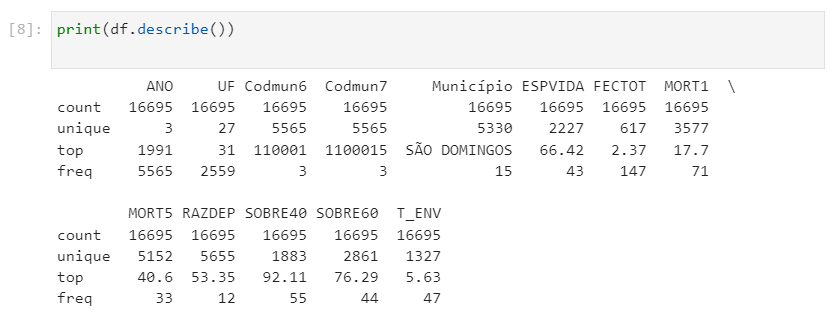 [8]: print(df.describe())
ANO UF Codmun6 Codmun7 Município ESPVIDA FECTOT MORT1 \
count 16695 16695 16695 16695 16695 16695 16695 16695
unique 3 27 5565 5565 5330 2227 617 3577
top 1991 31 110001 1100015 SÃO DOMINGOS 66.42 2.37 17.7
freq 5565 2559 3 3 15 43 147 71
MORT5 RAZDEP SOBRE40 SOBRE60 T_ENV
count 16695 16695 16695 16695 16695
unique 5152 5655 1883 2861 1327
top 40.6 53.35 92.11 76.29 5.63
freq 33 12 55 44 47